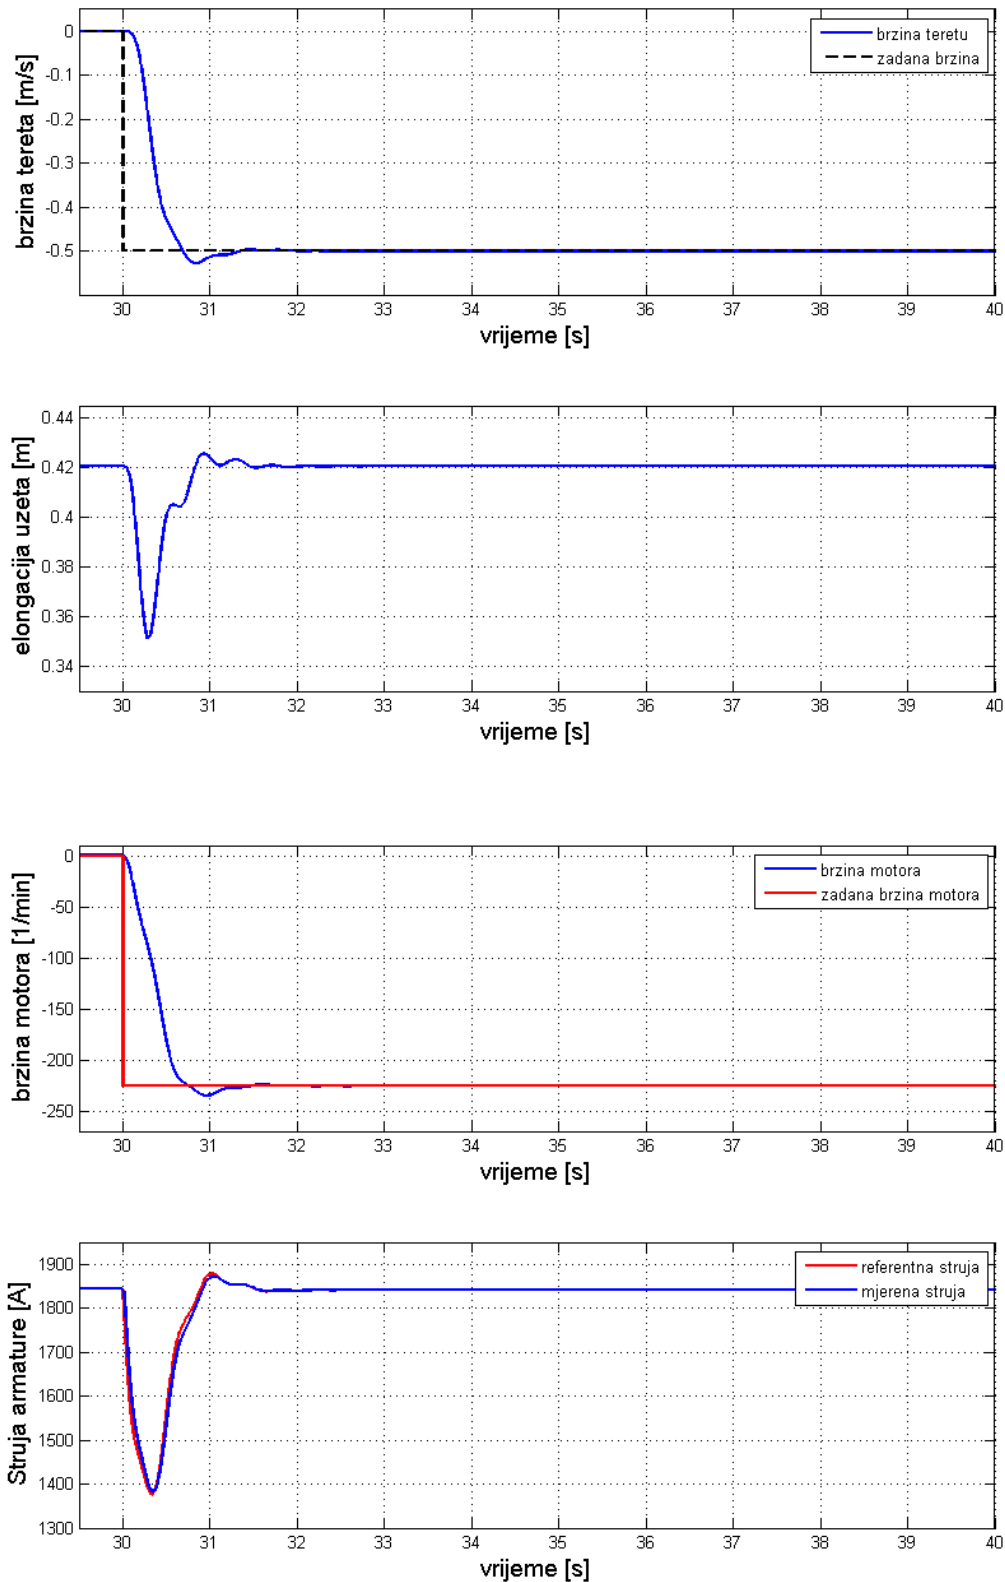 brzina teretu
zadana brzina
brzina tereta [m/s]
0
-0.1
-0.2
-0.3
-0.4
-0.5
30 31 32 33 34 35 36 37 38 39 40
vrijeme [s]
elongacija uzeta [m]
0.44
0.42
0.4
0.38
0.36
0.34
30 31 32 33 34 35 36 37 38 39 40
vrijeme [s]
brzina motora
zadana brzina motora
brzina motora [1/min]
0
-50
-100
-150
-200
-250
30 31 32 33 34 35 36 37 38 39 40
vrijeme [s]
referentna struja
mjerena struja
Struja armature [A]
1900
1800
1700
1600
1500
1400
1300
30 31 32 33 34 35 36 37 38 39 40
vrijeme [s]